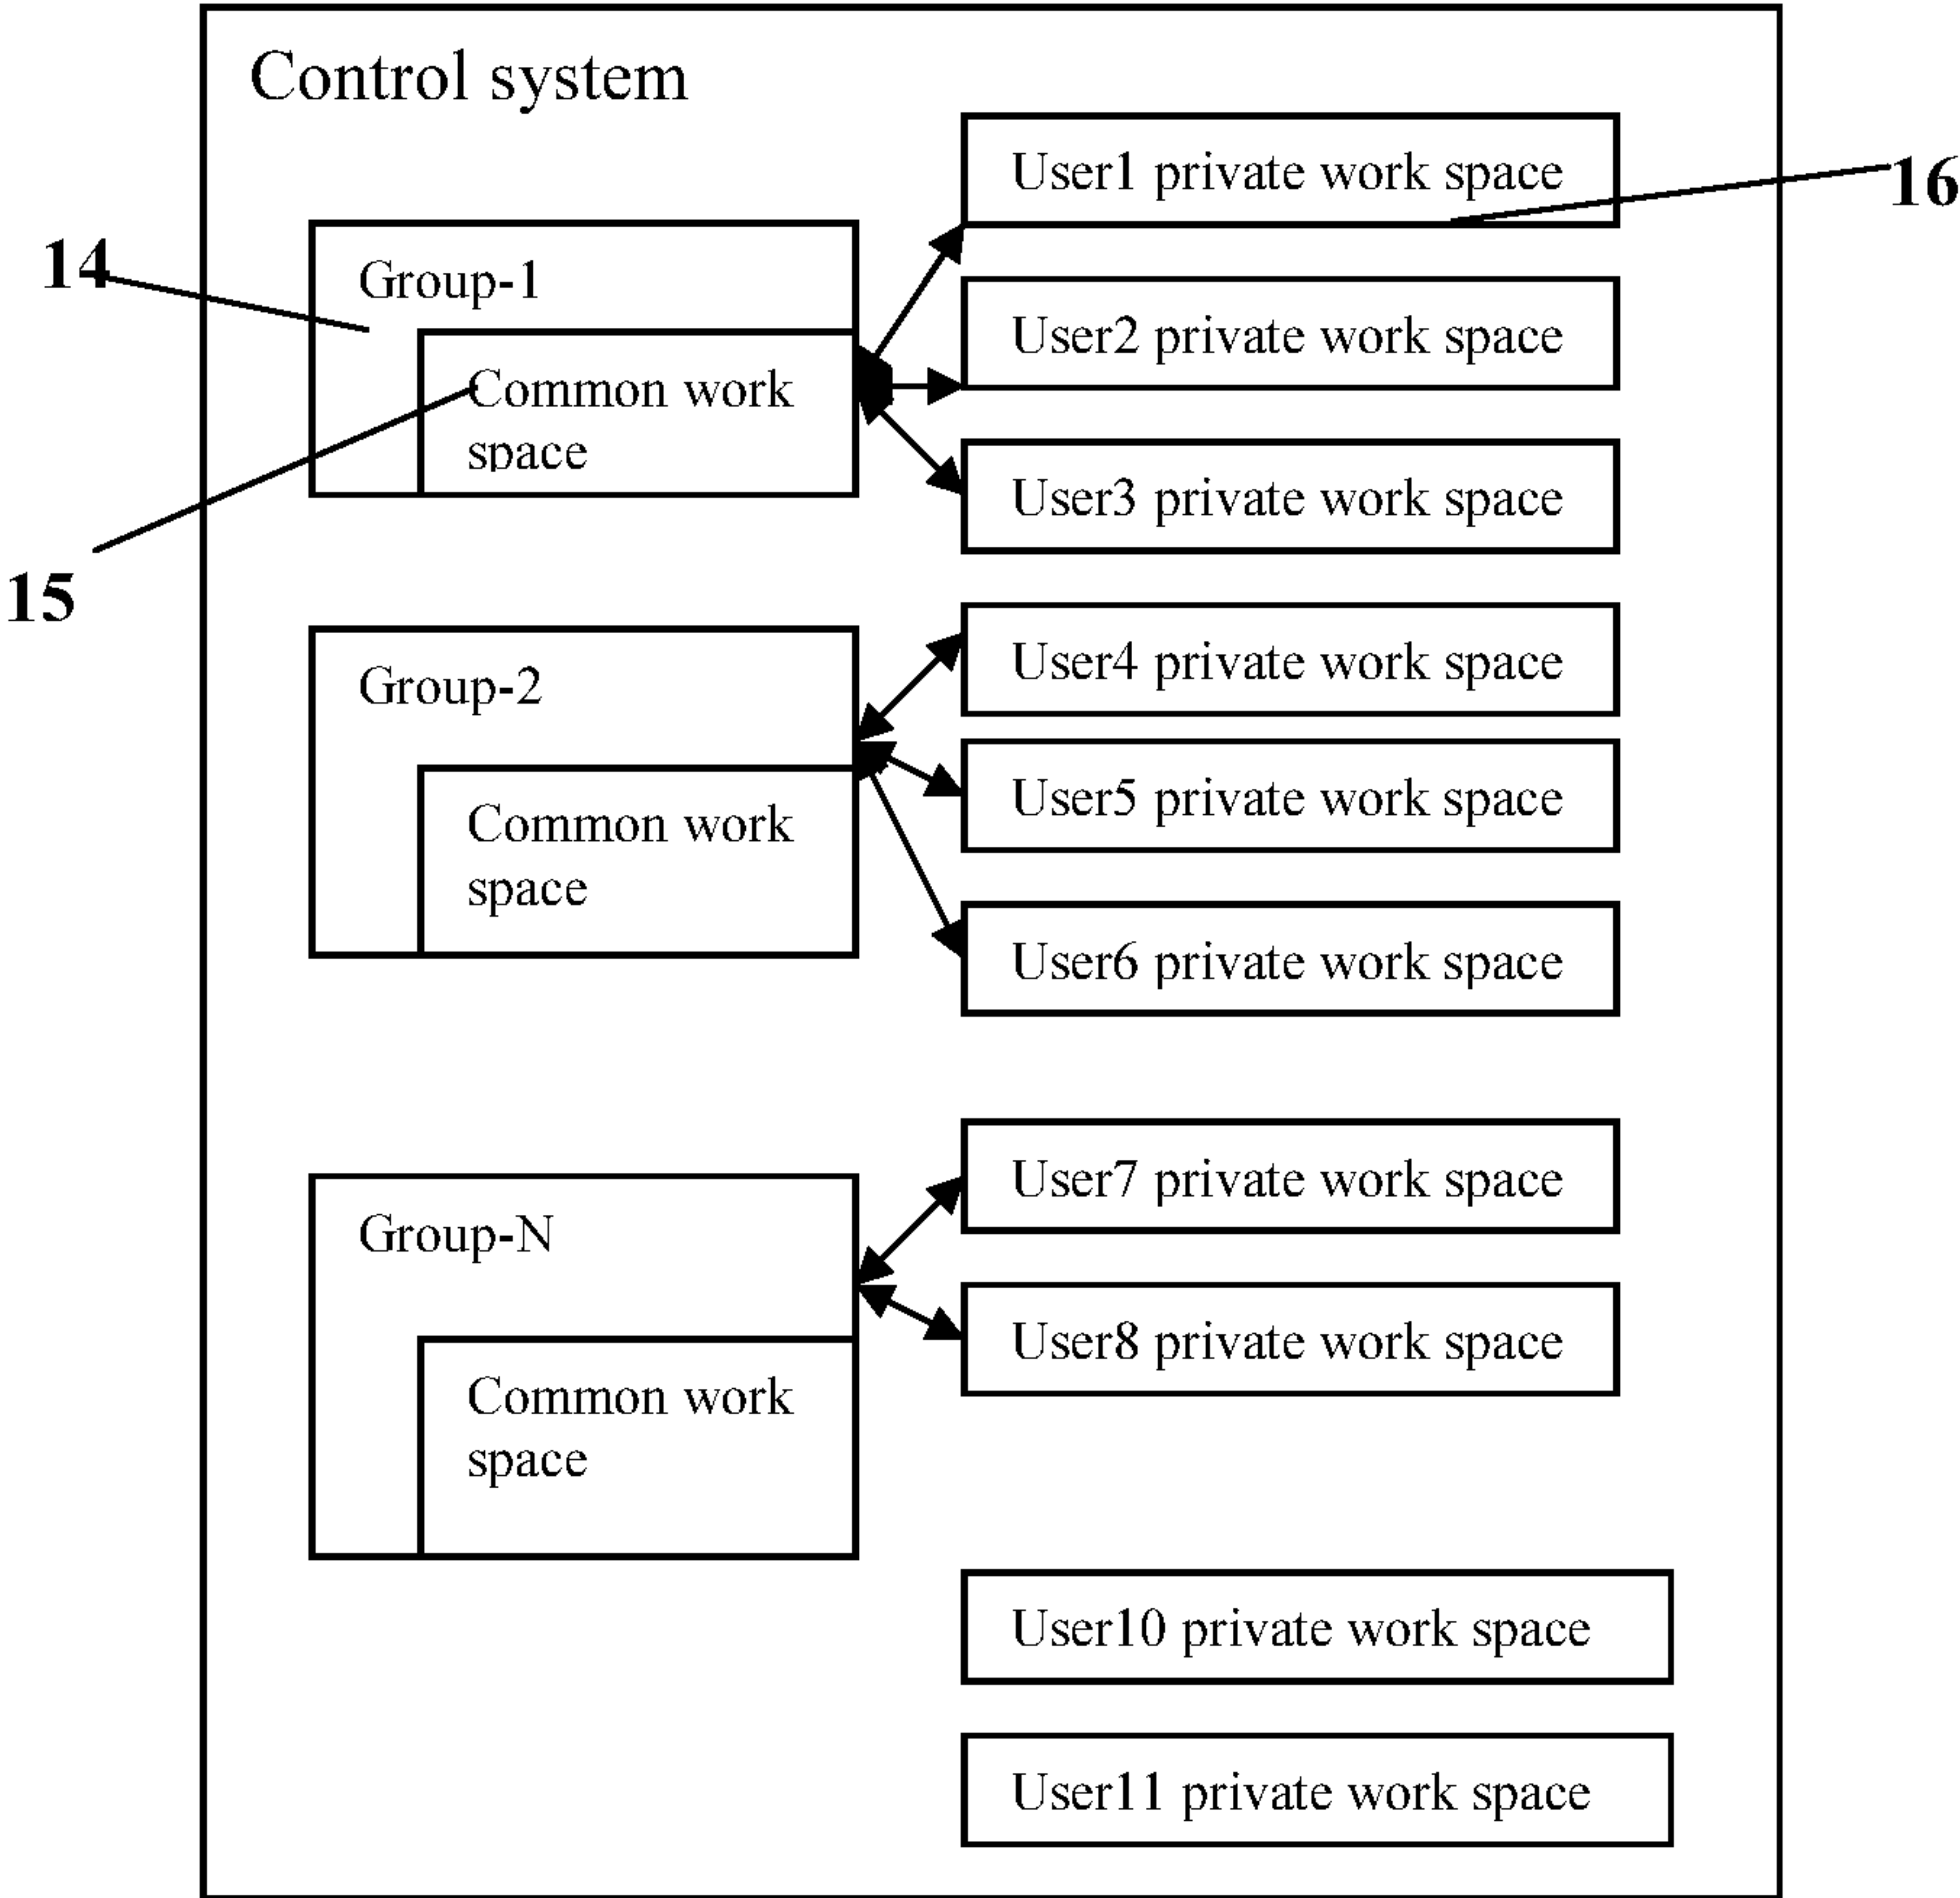 Control system
User1 private work space
16
14
Group-1
User2 private work space
Common work
space
User3 private work space
15
User4 private work space
Group-2
User5 private work space
Common work
space
User6 private work space
User7 private work space
Group-N
User8 private work space
Common work
space
User10 private work space
User11 private work space